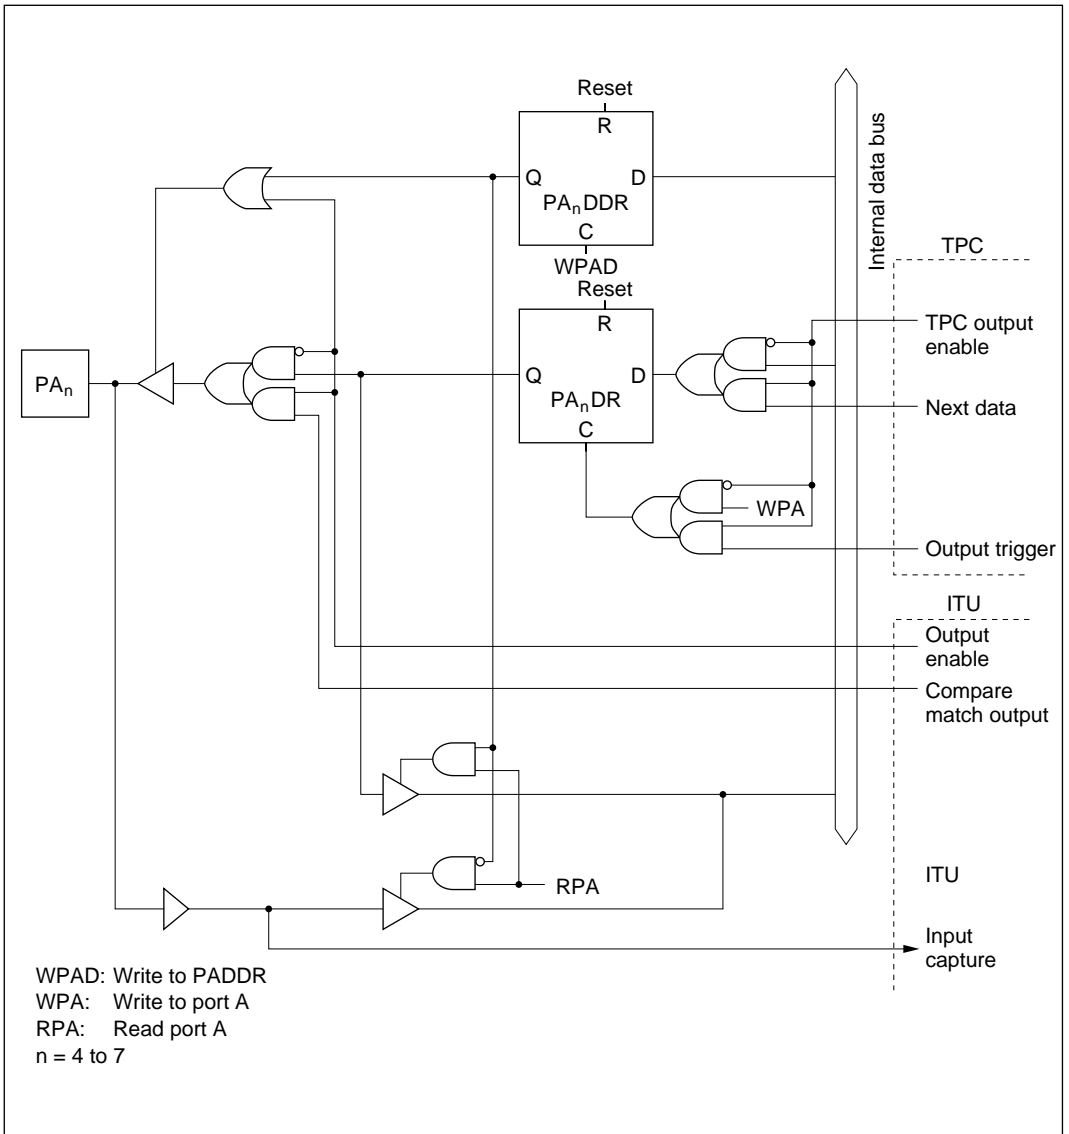 Reset
R
Q
D
PAnDDR
C
WPAD
Internal data bus
TPC
Reset
R
Q
D
PAnDR
C
TPC output
enable
PAn
Next data
WPA
Output trigger
ITU
Output
enable
Compare
match output
RPA
ITU
Input
capture
WPAD: Write to PADDR
WPA: Write to port A
RPA: Read port A
n = 4 to 7